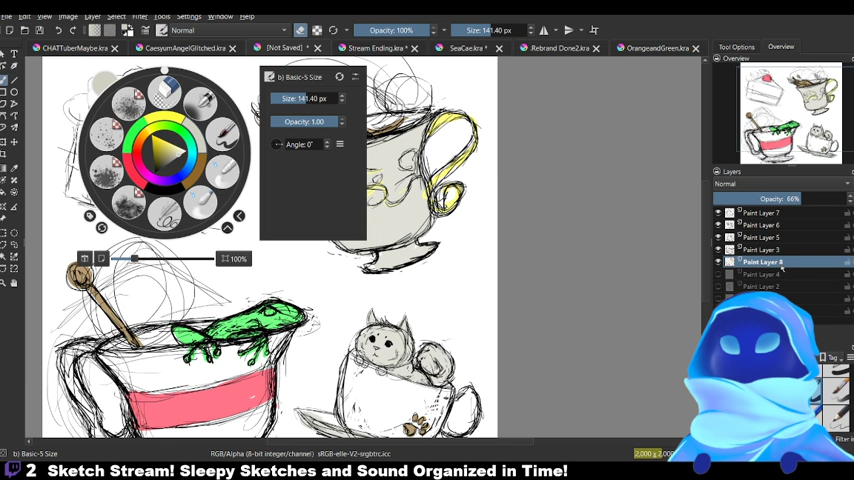 File Edit View Image Layer Select Filter Tools Settings Window Help
Normal
Opacity: 100%
Size: 141.40 px
CHATTuberMaybe.kra
CaesyumAngelGlitched.kra
[Not Saved] *
Stream Ending.kra *
SeaCae.kra *
.Rebrand Done2.kra
OrangeandGreen.kra
Tool Options
Overview
Overview
b) Basic-5 Size
Size: 141.40 px
Opacity: 1.00
Angle: 0°
100%
Layers
Normal
Opacity: 66%
Paint Layer 7
Paint Layer 6
Paint Layer 5
Paint Layer 3
Paint Layer 8
Paint Layer 4
Paint Layer 2
Tag
Filter in
b) Basic-5 Size
RGB/Alpha (8-bit integer/channel) sRGB-elle-V2-srgbtrc.icc
2,000 x 2,00
2 Sketch Stream! Sleepy Sketches and Sound Organized in Time!